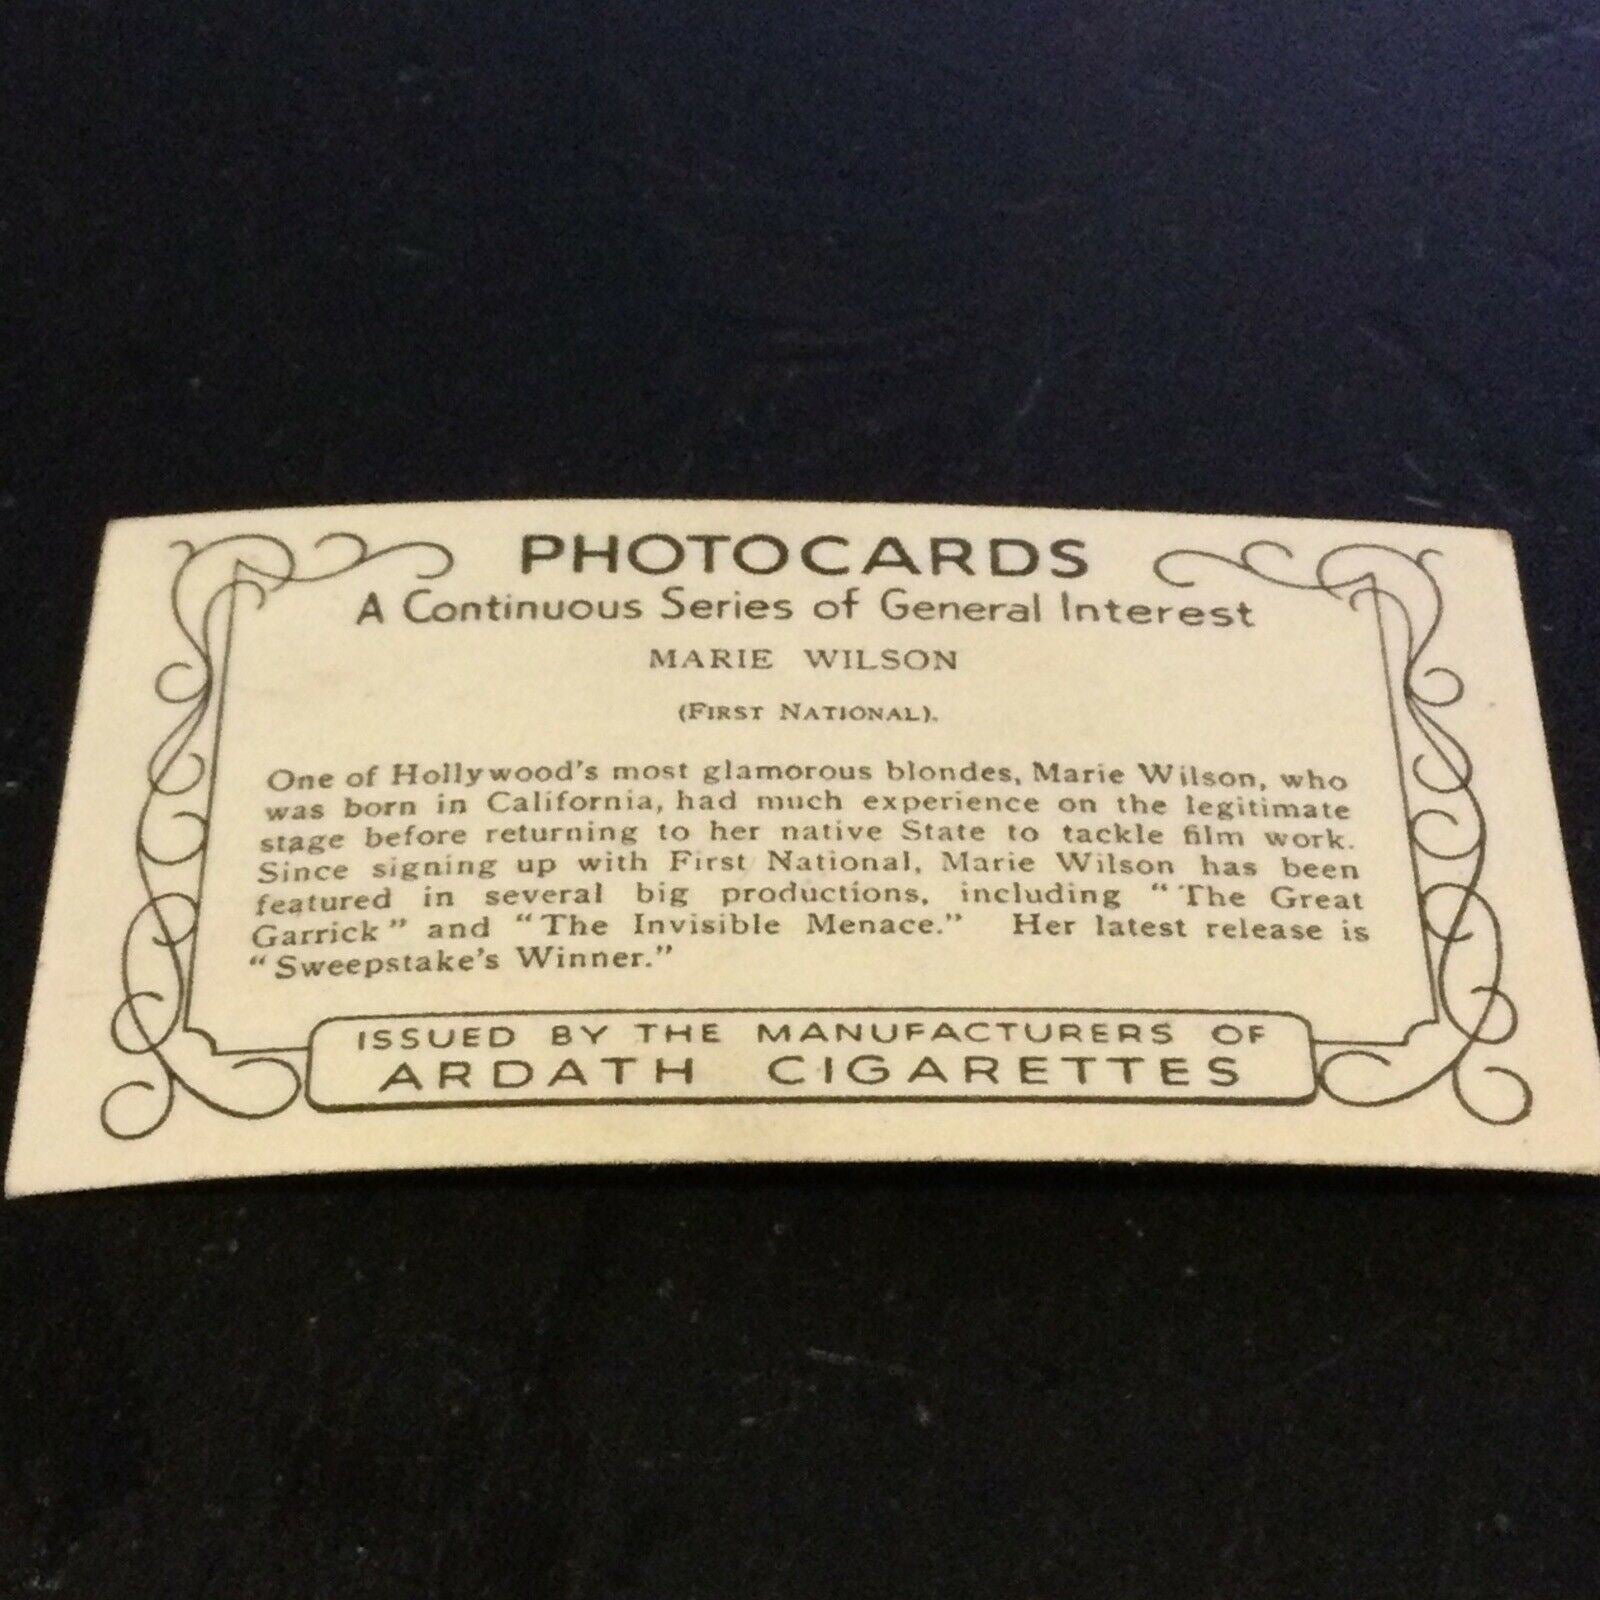 PHOTOCARDS
A Continuous Series of General Interest
MARIE WILSON
(FIRST NATIONAL).
One of Hollywood's most glamorous blondes, Marie Wilson, who
was born in California, had much experience on the legitimate
stage before returning to her native State to tackle film work.
Since signing up with First National, Marie Wilson has been
featured in several big productions, including "The Great
Garrick" and "The Invisible Menace." Her latest release is
"Sweepstake's Winner."
ISSUED BY THE MANUFACTURERS OF
ARDATH CIGARETTES